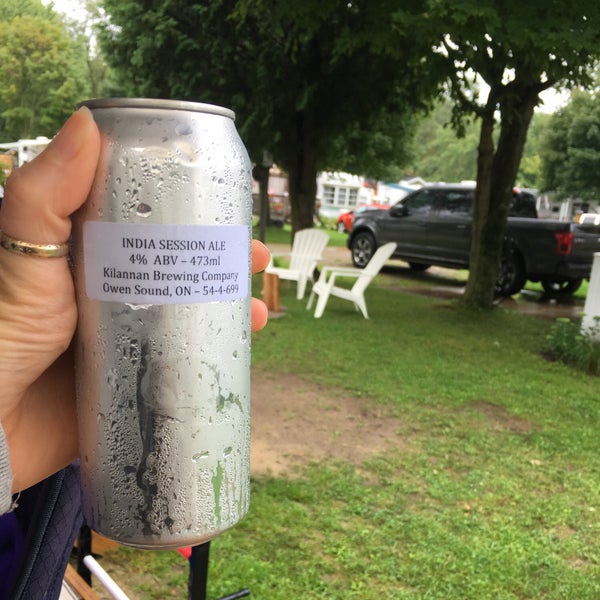 INDIA SESSION ALE
4% ABV – 473ml
Kilannan Brewing Company
Owen Sound, ON – 54-4-699